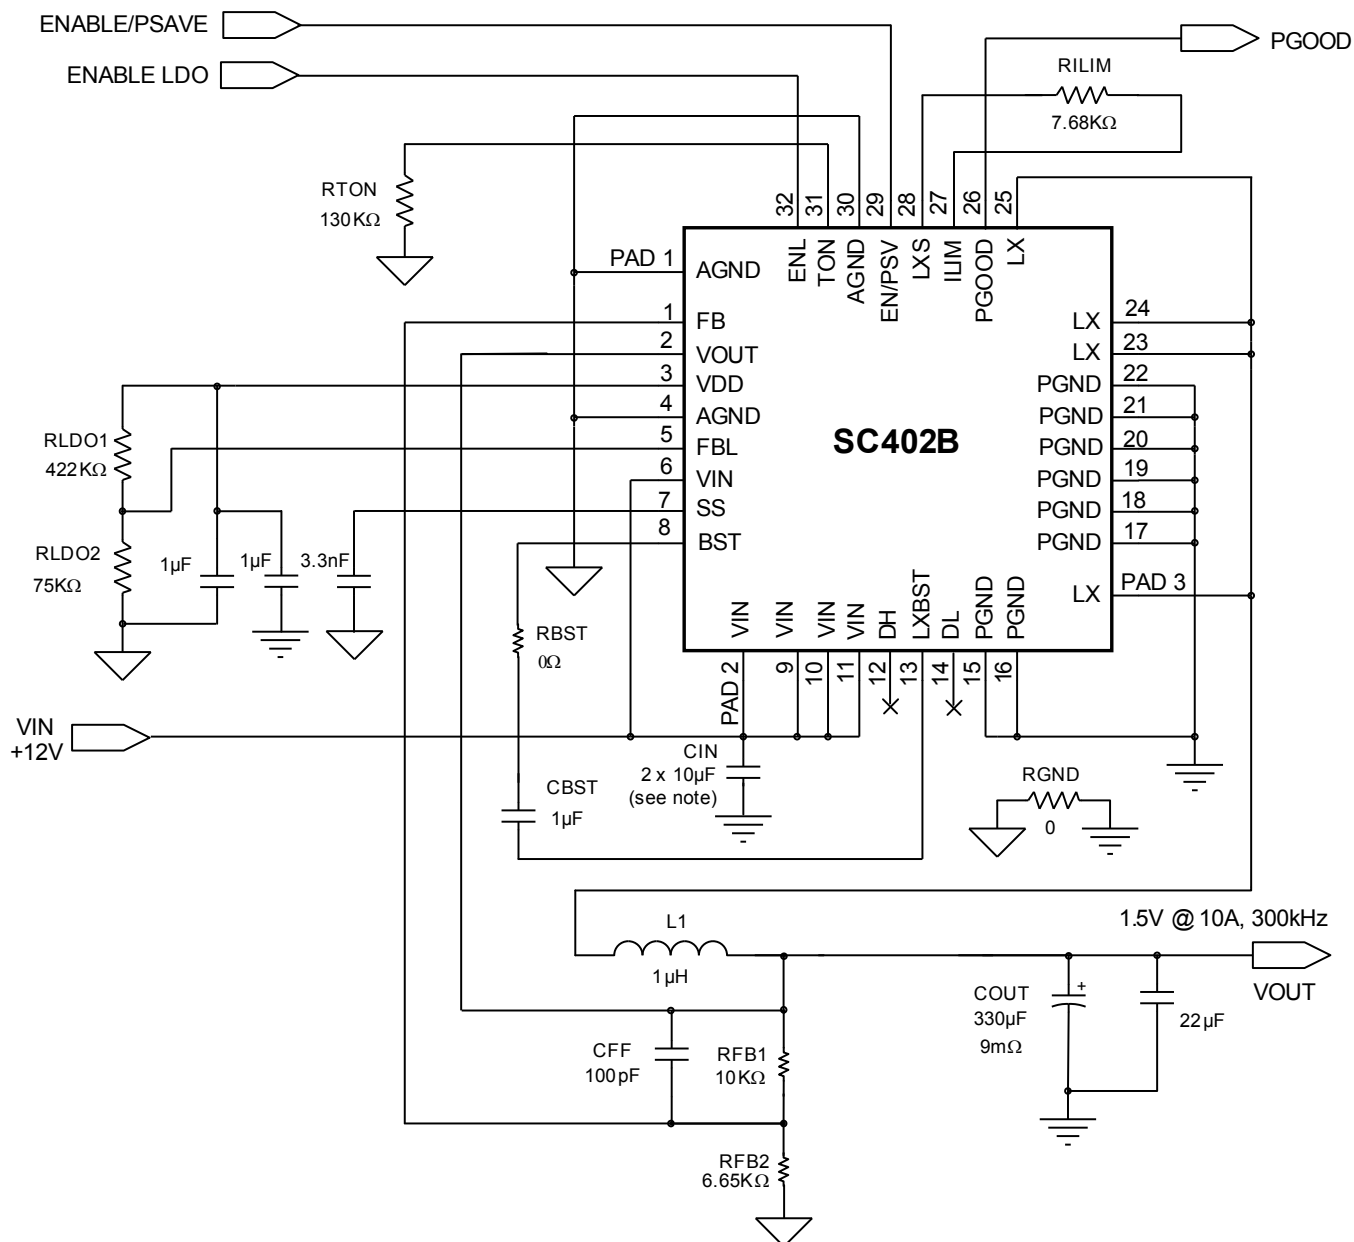 ENABLE/PSAVE
PGOOD
ENABLE LDO
RILIM
7.68KΩ
RTON
130KΩ
32
31
30
29
28
27
26
25
ENL
TON
AGND
EN/PSV
LXS
ILIM
PGOOD
LX
PAD 1
AGND
1
FB
2
VOUT
3
VDD
4
AGND
5
FBL
6
VIN
7
SS
8
BST
SC402B
LX
24
LX
23
PGND
22
PGND
21
PGND
20
PGND
19
PGND
18
PGND
17
LX
PAD 3
RLDO1
422KΩ
RLDO2
75KΩ
1µF
1µF
3.3nF
RBST
0Ω
VIN
VIN
VIN
VIN
DH
LXBST
DL
PGND
PGND
PAD 2
9
10
11
12
13
14
15
16
VIN
+12V
CIN
2 x 10µF
(see note)
CBST
1µF
RGND
0
L1
1µH
1.5V @ 10A, 300kHz
VOUT
COUT
+
330µF
9mΩ
22µF
CFF
100pF
RFB1
10KΩ
RFB2
6.65KΩ